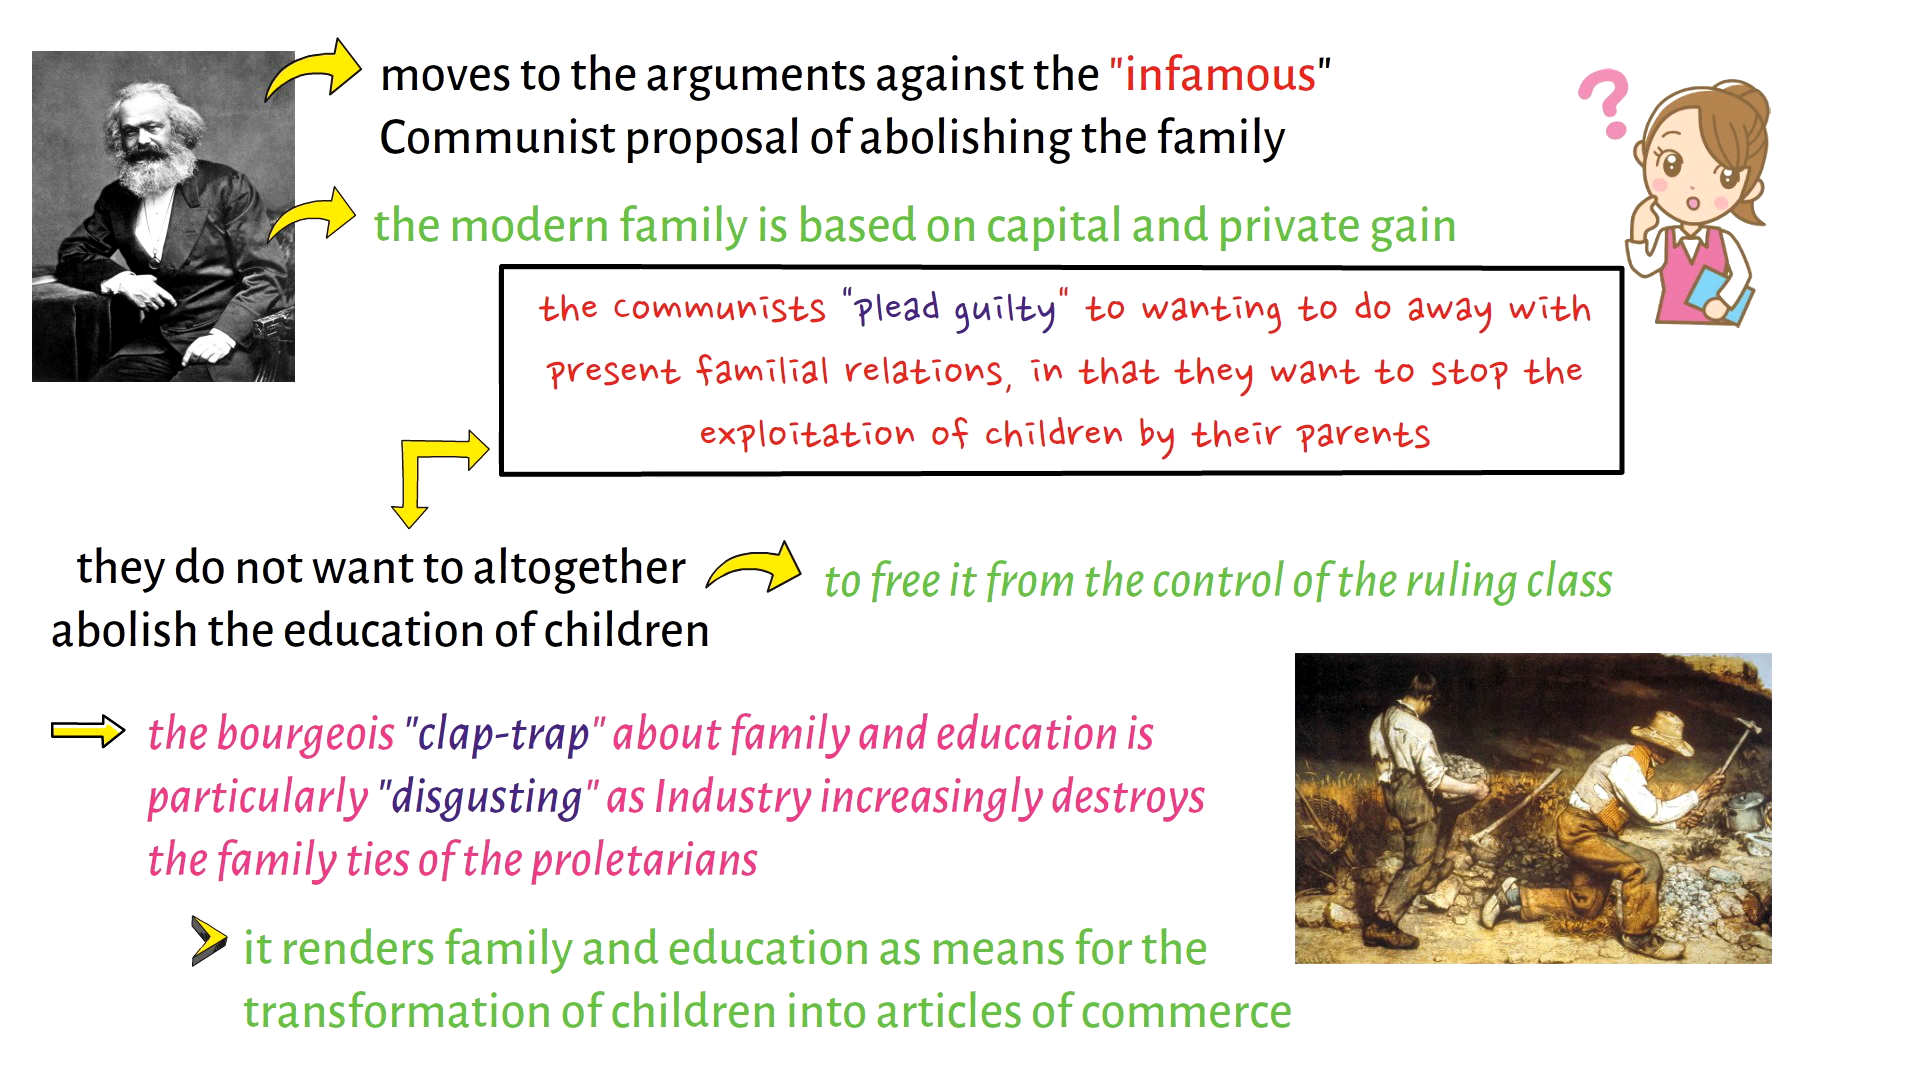 moves to the arguments against the "infamous"
Communist proposal of abolishing the family
the modern family is based on capital and private gain
the communists "plead guilty" to wanting to do away with
present familial relations, in that they want to stop the
exploitation of children by their parents
they do not want to altogether
abolish the education of children
to free it from the control of the ruling class
the bourgeois "clap-trap" about family and education is
particularly "disgusting" as Industry increasingly destroys
the family ties of the proletarians
it renders family and education as means for the
transformation of children into articles of commerce